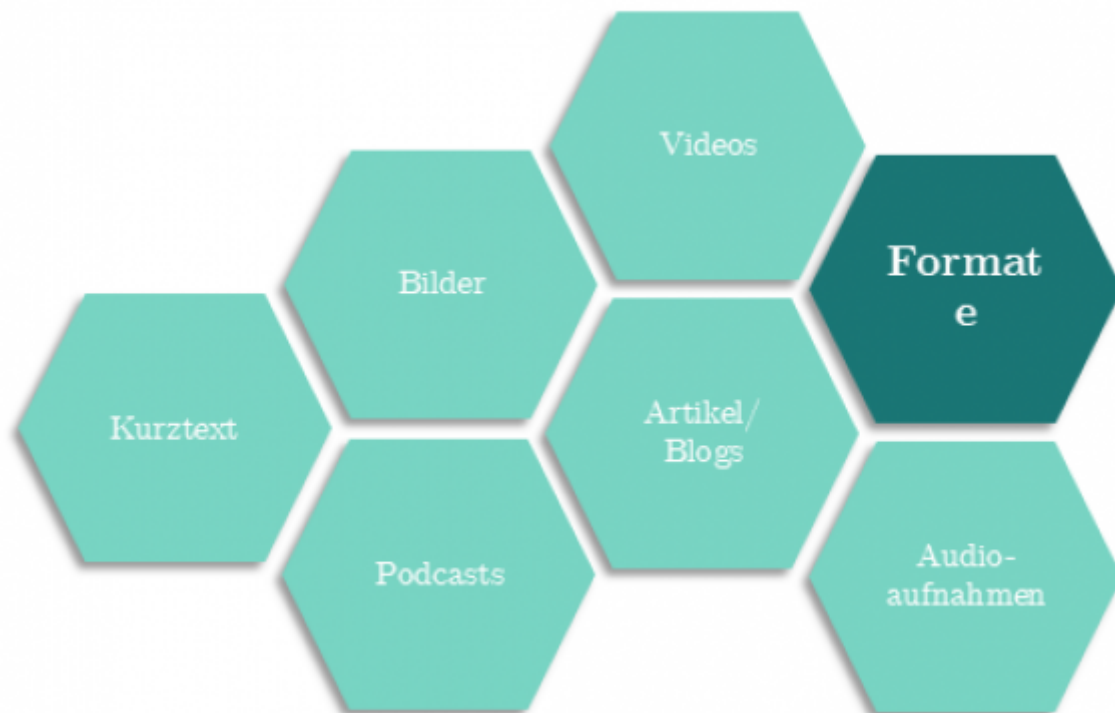 Videos
Format
e
Bilder
Kurztext
Artikel/
Blogs
Podcasts
Audio-
aufnahmen